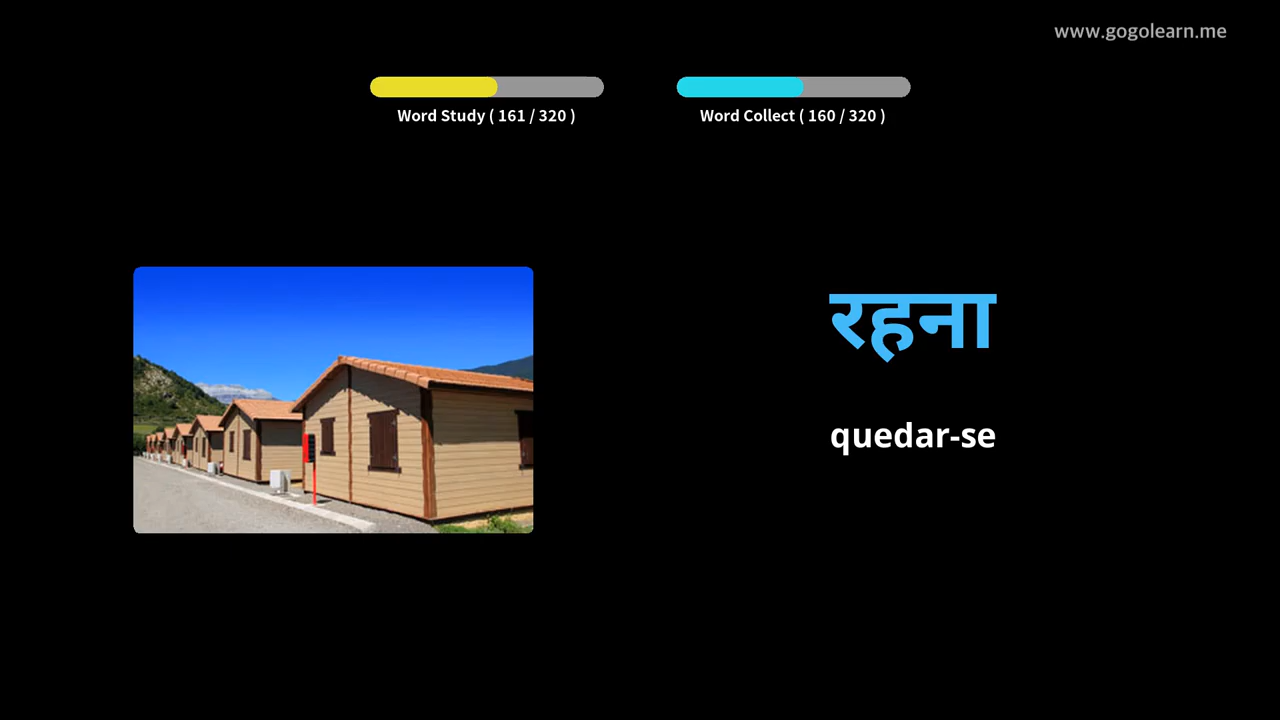 www.gogolearn.me
Word Study ( 161 / 320 )
Word Collect ( 160 / 320 )
रहना
quedar-se